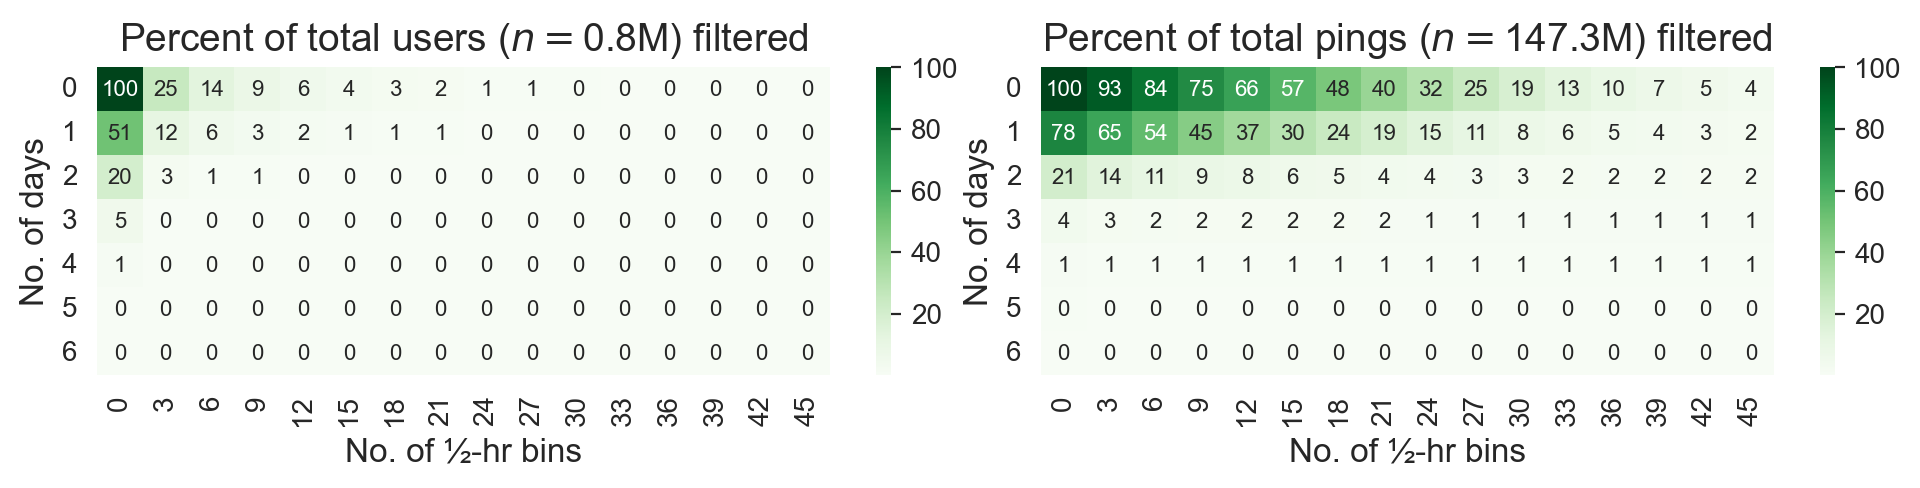 Percent of total users (n = 0.8M) filtered
No. of days
0 100 25 14 9 6 4 3 2 1 1 0 0 0 0 0 0
1 51 12 6 3 2 1 1 1 0 0 0 0 0 0 0 0
2 20 3 1 1 0 0 0 0 0 0 0 0 0 0 0 0
3 5 0 0 0 0 0 0 0 0 0 0 0 0 0 0 0
4 1 0 0 0 0 0 0 0 0 0 0 0 0 0 0 0
5 0 0 0 0 0 0 0 0 0 0 0 0 0 0 0 0
6 0 0 0 0 0 0 0 0 0 0 0 0 0 0 0 0
0 3 6 9 12 15 18 21 24 27 30 33 36 39 42 45
No. of ½-hr bins
100
80
60
40
20
Percent of total pings (n = 147.3M) filtered
No. of days
0 100 93 84 75 66 57 48 40 32 25 19 13 10 7 5 4
1 78 65 54 45 37 30 24 19 15 11 8 6 5 4 3 2
2 21 14 11 9 8 6 5 4 4 3 3 2 2 2 2 2
3 4 3 2 2 2 2 2 2 1 1 1 1 1 1 1 1
4 1 1 1 1 1 1 1 1 1 1 1 1 1 1 1 1
5 0 0 0 0 0 0 0 0 0 0 0 0 0 0 0 0
6 0 0 0 0 0 0 0 0 0 0 0 0 0 0 0 0
0 3 6 9 12 15 18 21 24 27 30 33 36 39 42 45
No. of ½-hr bins
100
80
60
40
20